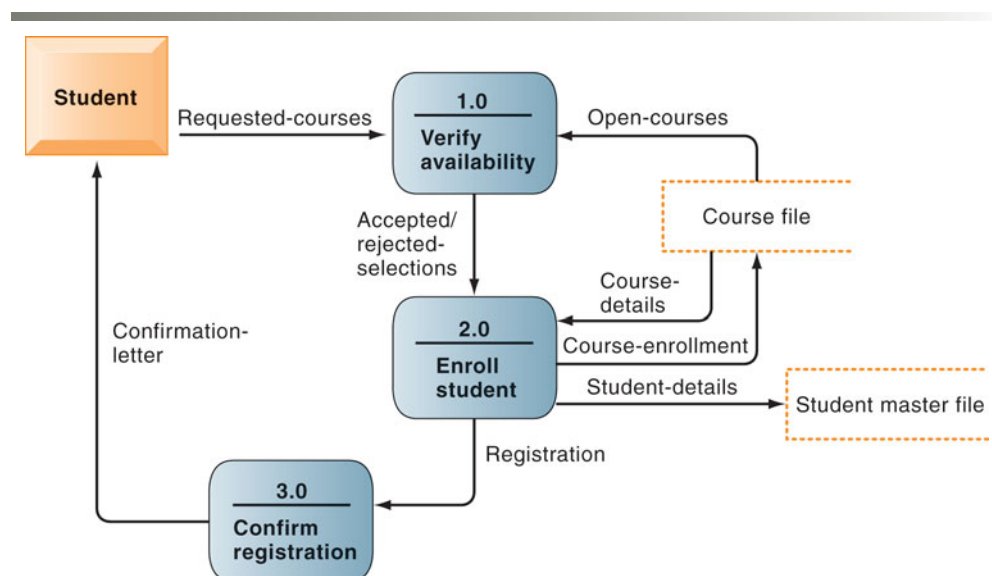 Student
Requested-courses
1.0
Verify
availability
Open-courses
Course file
Accepted/
rejected-
selections
Course-
details
Confirmation-
letter
2.0
Enroll
student
Course-enrollment
Student-details
Student master file
Registration
3.0
Confirm
registration